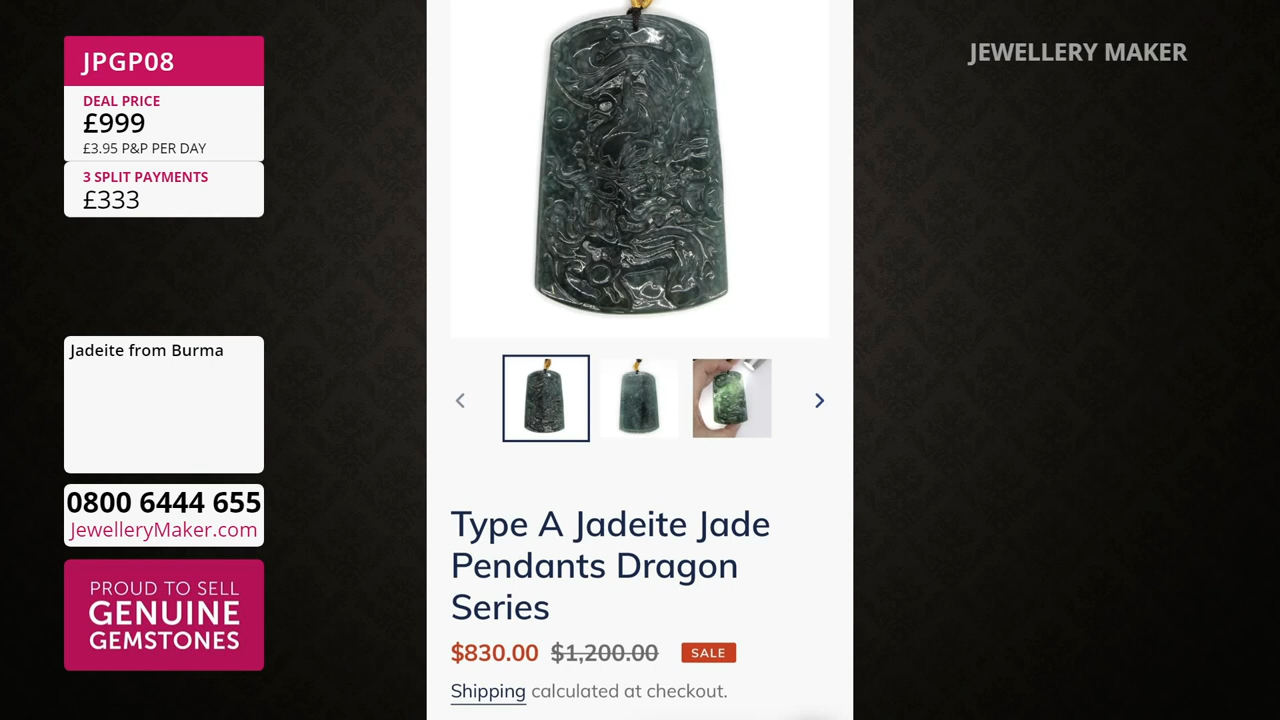 JPGP08
DEAL PRICE
£999
£3.95 P&P PER DAY
3 SPLIT PAYMENTS
£333
Jadeite from Burma
0800 6444 655
JewelleryMaker.com
PROUD TO SELL
GENUINE
GEMSTONES
Type A Jadeite Jade
Pendants Dragon
Series
$830.00 $1,200.00 SALE
Shipping calculated at checkout.
JEWELLERY MAKER